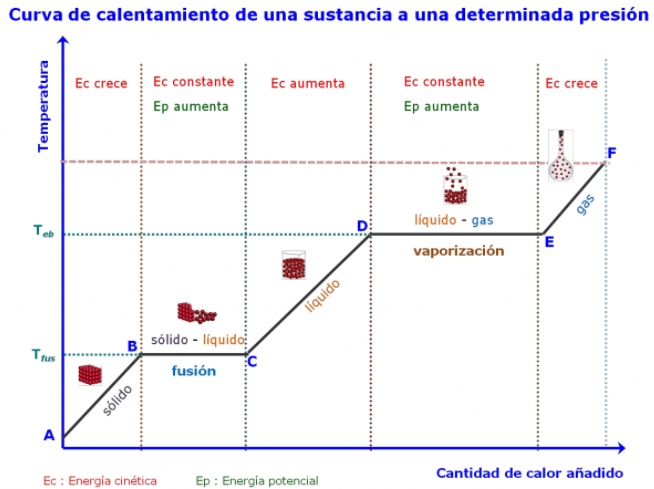 Curva de calentamiento de una sustancia a una determinada presión
Temperatura
Ec crece
Ec constante
Ep aumenta
Ec aumenta
Ec constante
Ep aumenta
Ec crece
F
gas
líquido - gas
D
E
T eb
vaporización
líquido
sólido - líquido
B
C
T fus
fusión
sólido
A
Cantidad de calor añadido
Ec : Energía cinética
Ep : Energía potencial